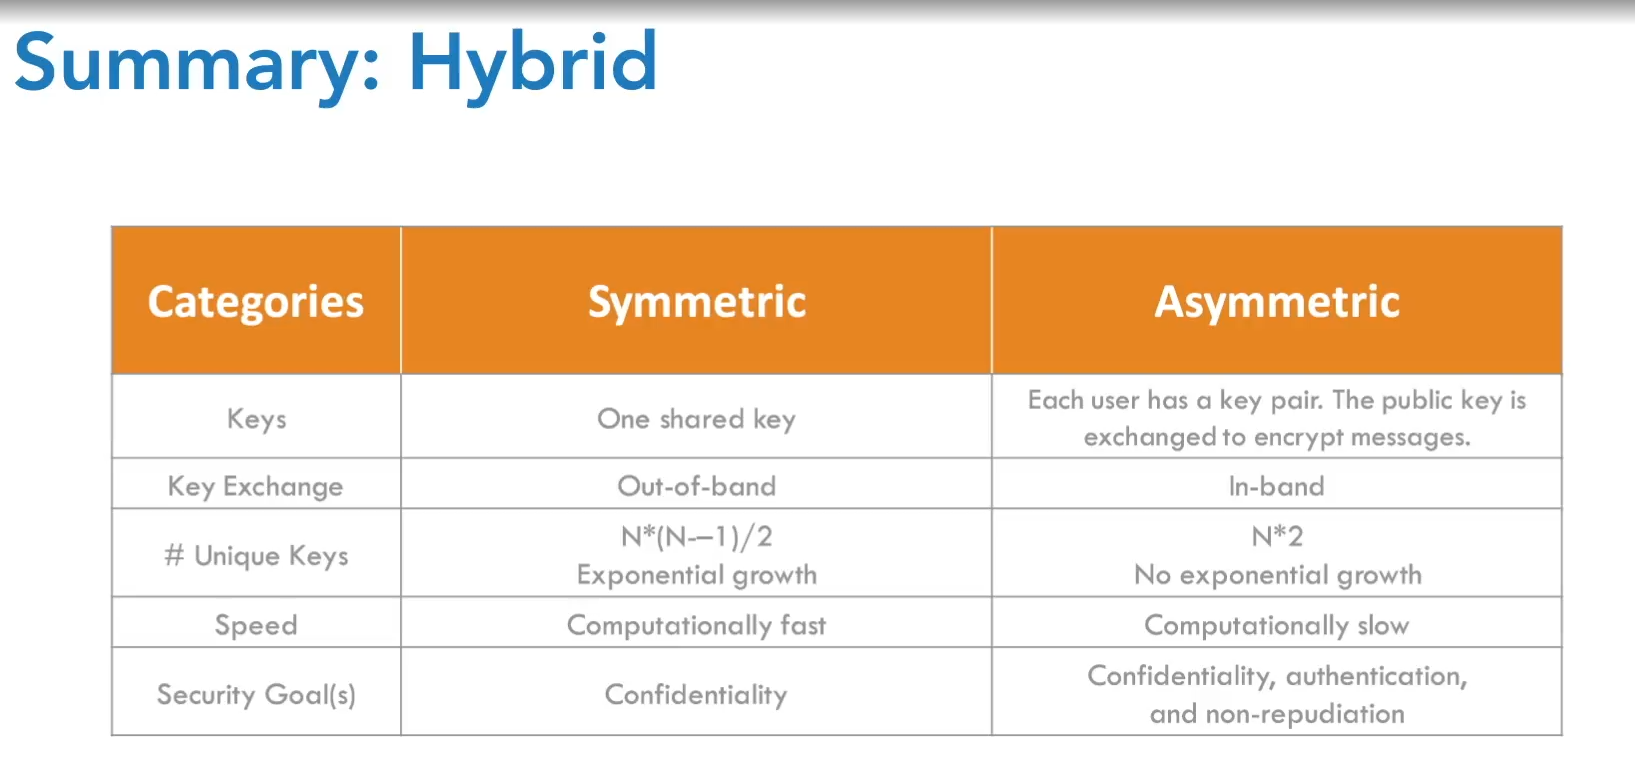 Summary: Hybrid
Categories
Symmetric
Asymmetric
Keys
One shared key
Each user has a key pair. The public key is
exchanged to encrypt messages.
Key Exchange
Out-of-band
In-band
# Unique Keys
N*(N-–1)/2
Exponential growth
N*2
No exponential growth
Speed
Computationally fast
Computationally slow
Security Goal(s)
Confidentiality
Confidentiality, authentication,
and non-repudiation